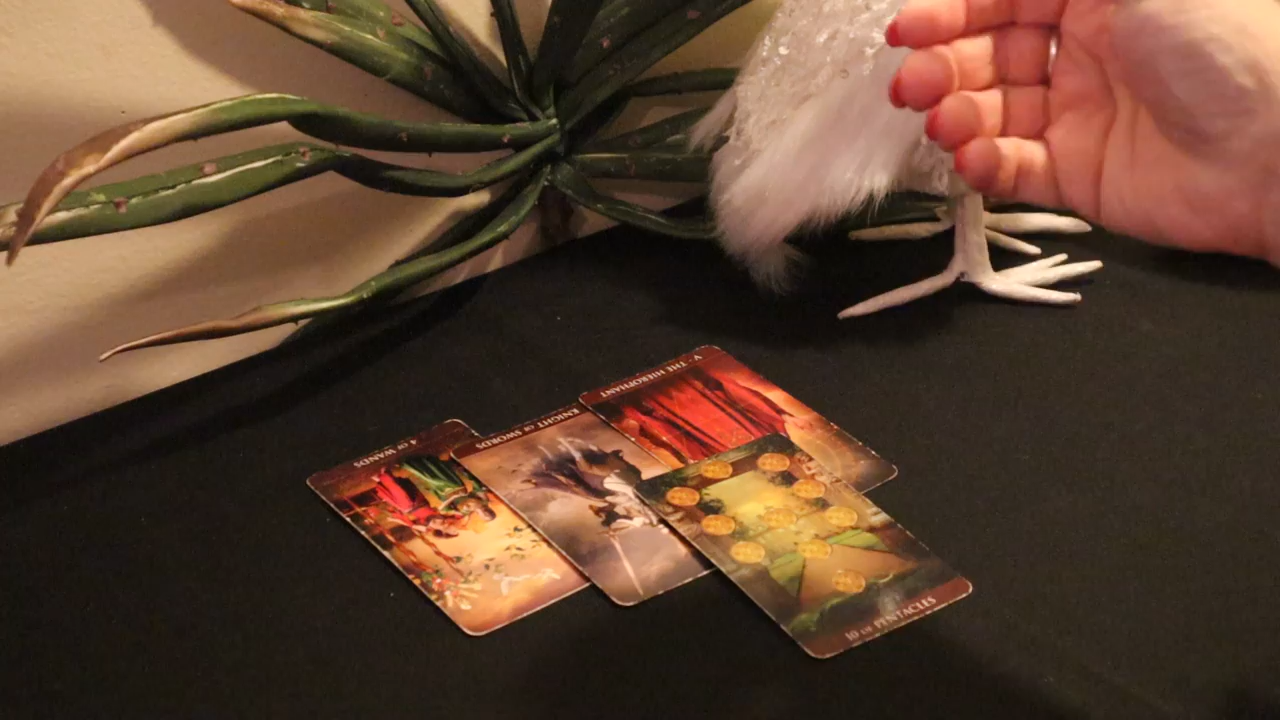 V · THE HIEROPHANT
KNIGHT OF SWORDS
4 OF WANDS
10 OF PENTACLES